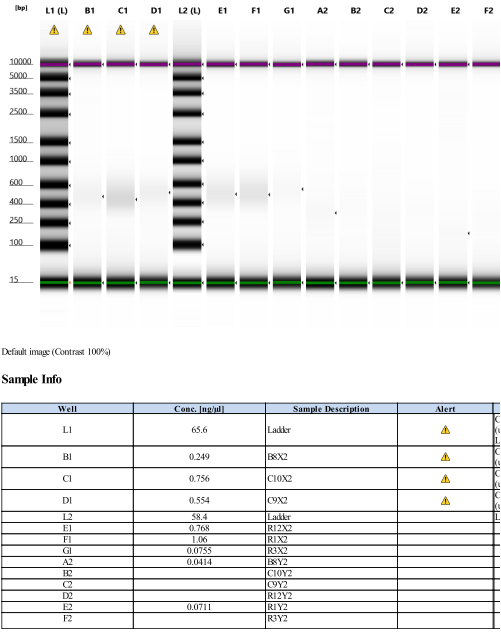 [bp] L1 (L) B1 C1 D1 L2 (L) E1 F1 G1 A2 B2 C2 D2 E2 F2
10000
5000
3500
2500
1500
1000
600
400
250
100
15
Default image (Contrast 100%)
Sample Info
Well Conc. [ng/µl] Sample Description Alert
L1 65.6 Ladder
B1 0.249 B8X2
C1 0.756 C10X2
D1 0.554 C9X2
L2 58.4 Ladder
E1 0.768 R12X2
F1 1.06 R1X2
G1 0.0755 R3X2
A2 0.0414 B8Y2
B2 C10Y2
C2 C9Y2
D2 R12Y2
E2 0.0711 R1Y2
F2 R3Y2